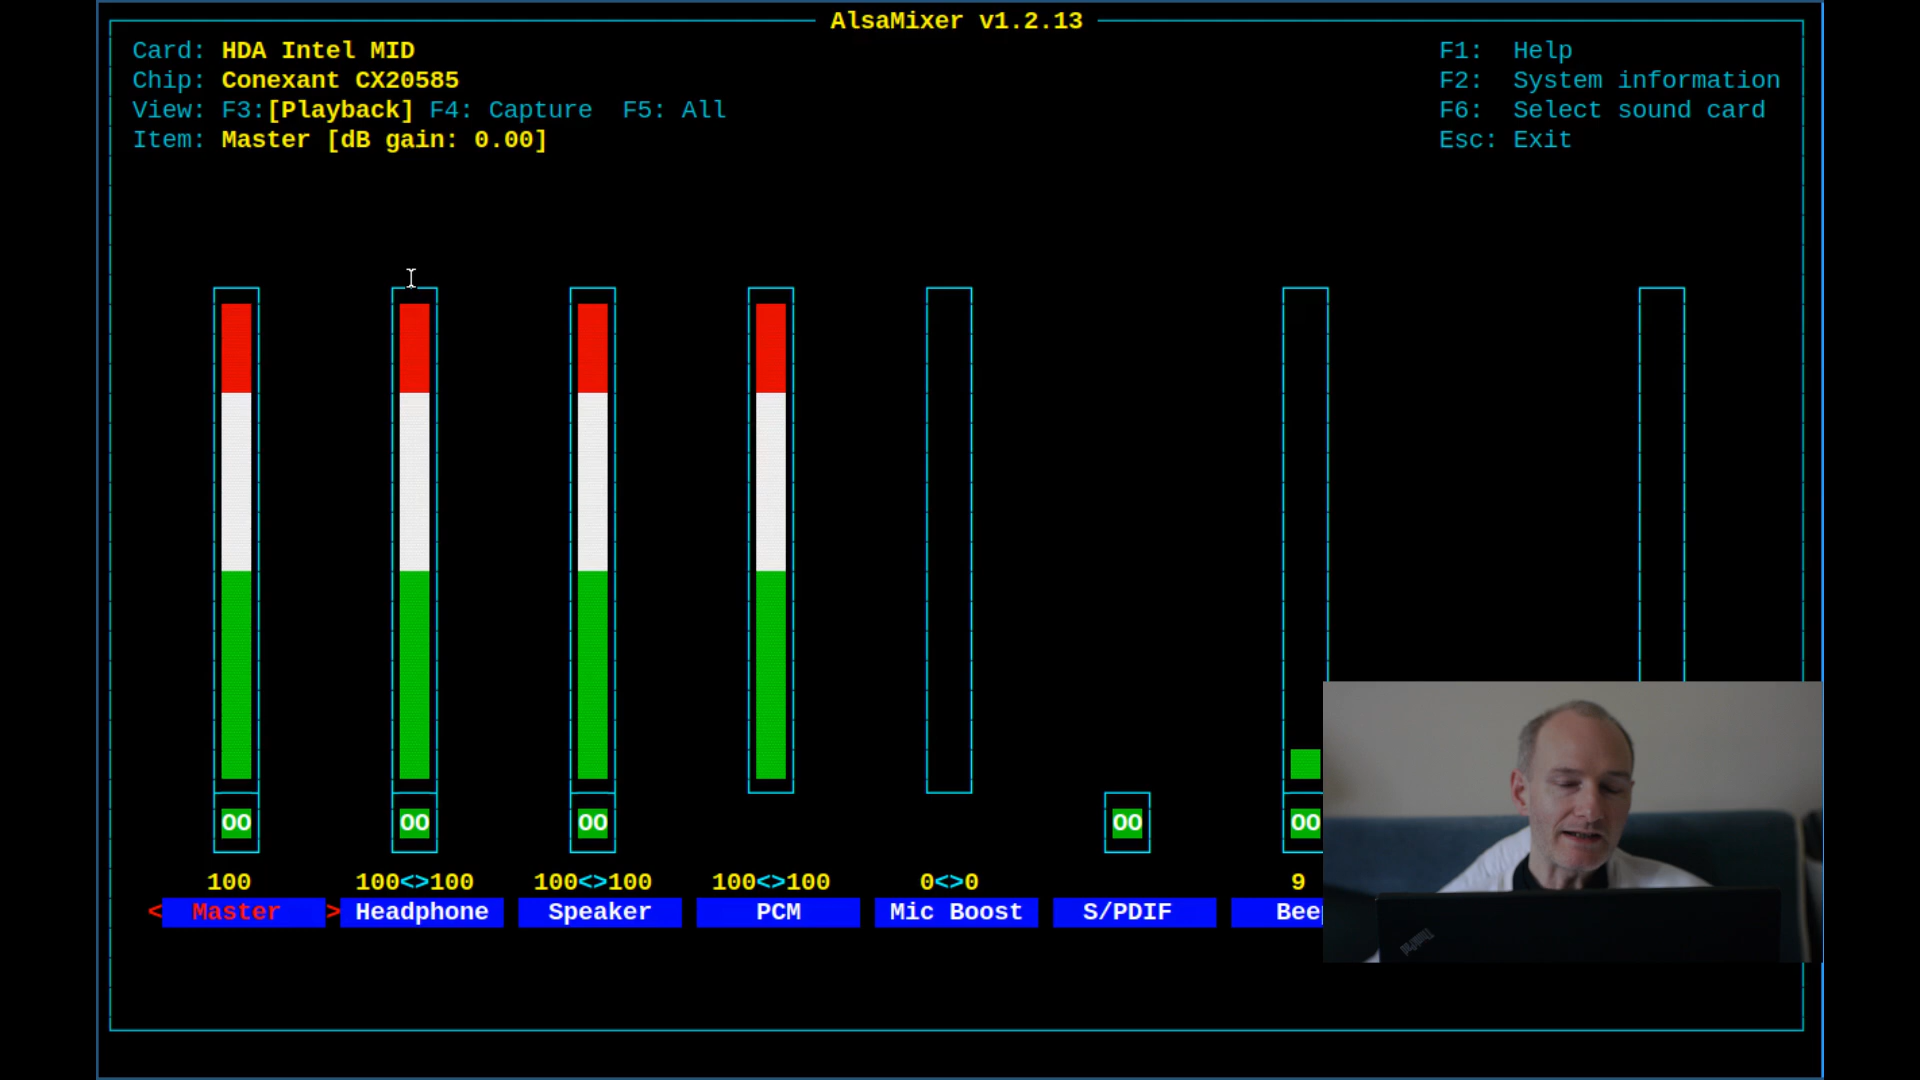 AlsaMixer v1.2.13
Card: HDA Intel MID
Chip: Conexant CX20585
View: F3:[Playback] F4: Capture  F5: All
Item: Master [dB gain: 0.00]
F1:  Help
F2:  System information
F6:  Select sound card
Esc: Exit
OO OO OO OO OO
100 100<>100 100<>100 100<>100 0<>0 9
< Master > Headphone Speaker PCM Mic Boost S/PDIF Bee
ThinkPad